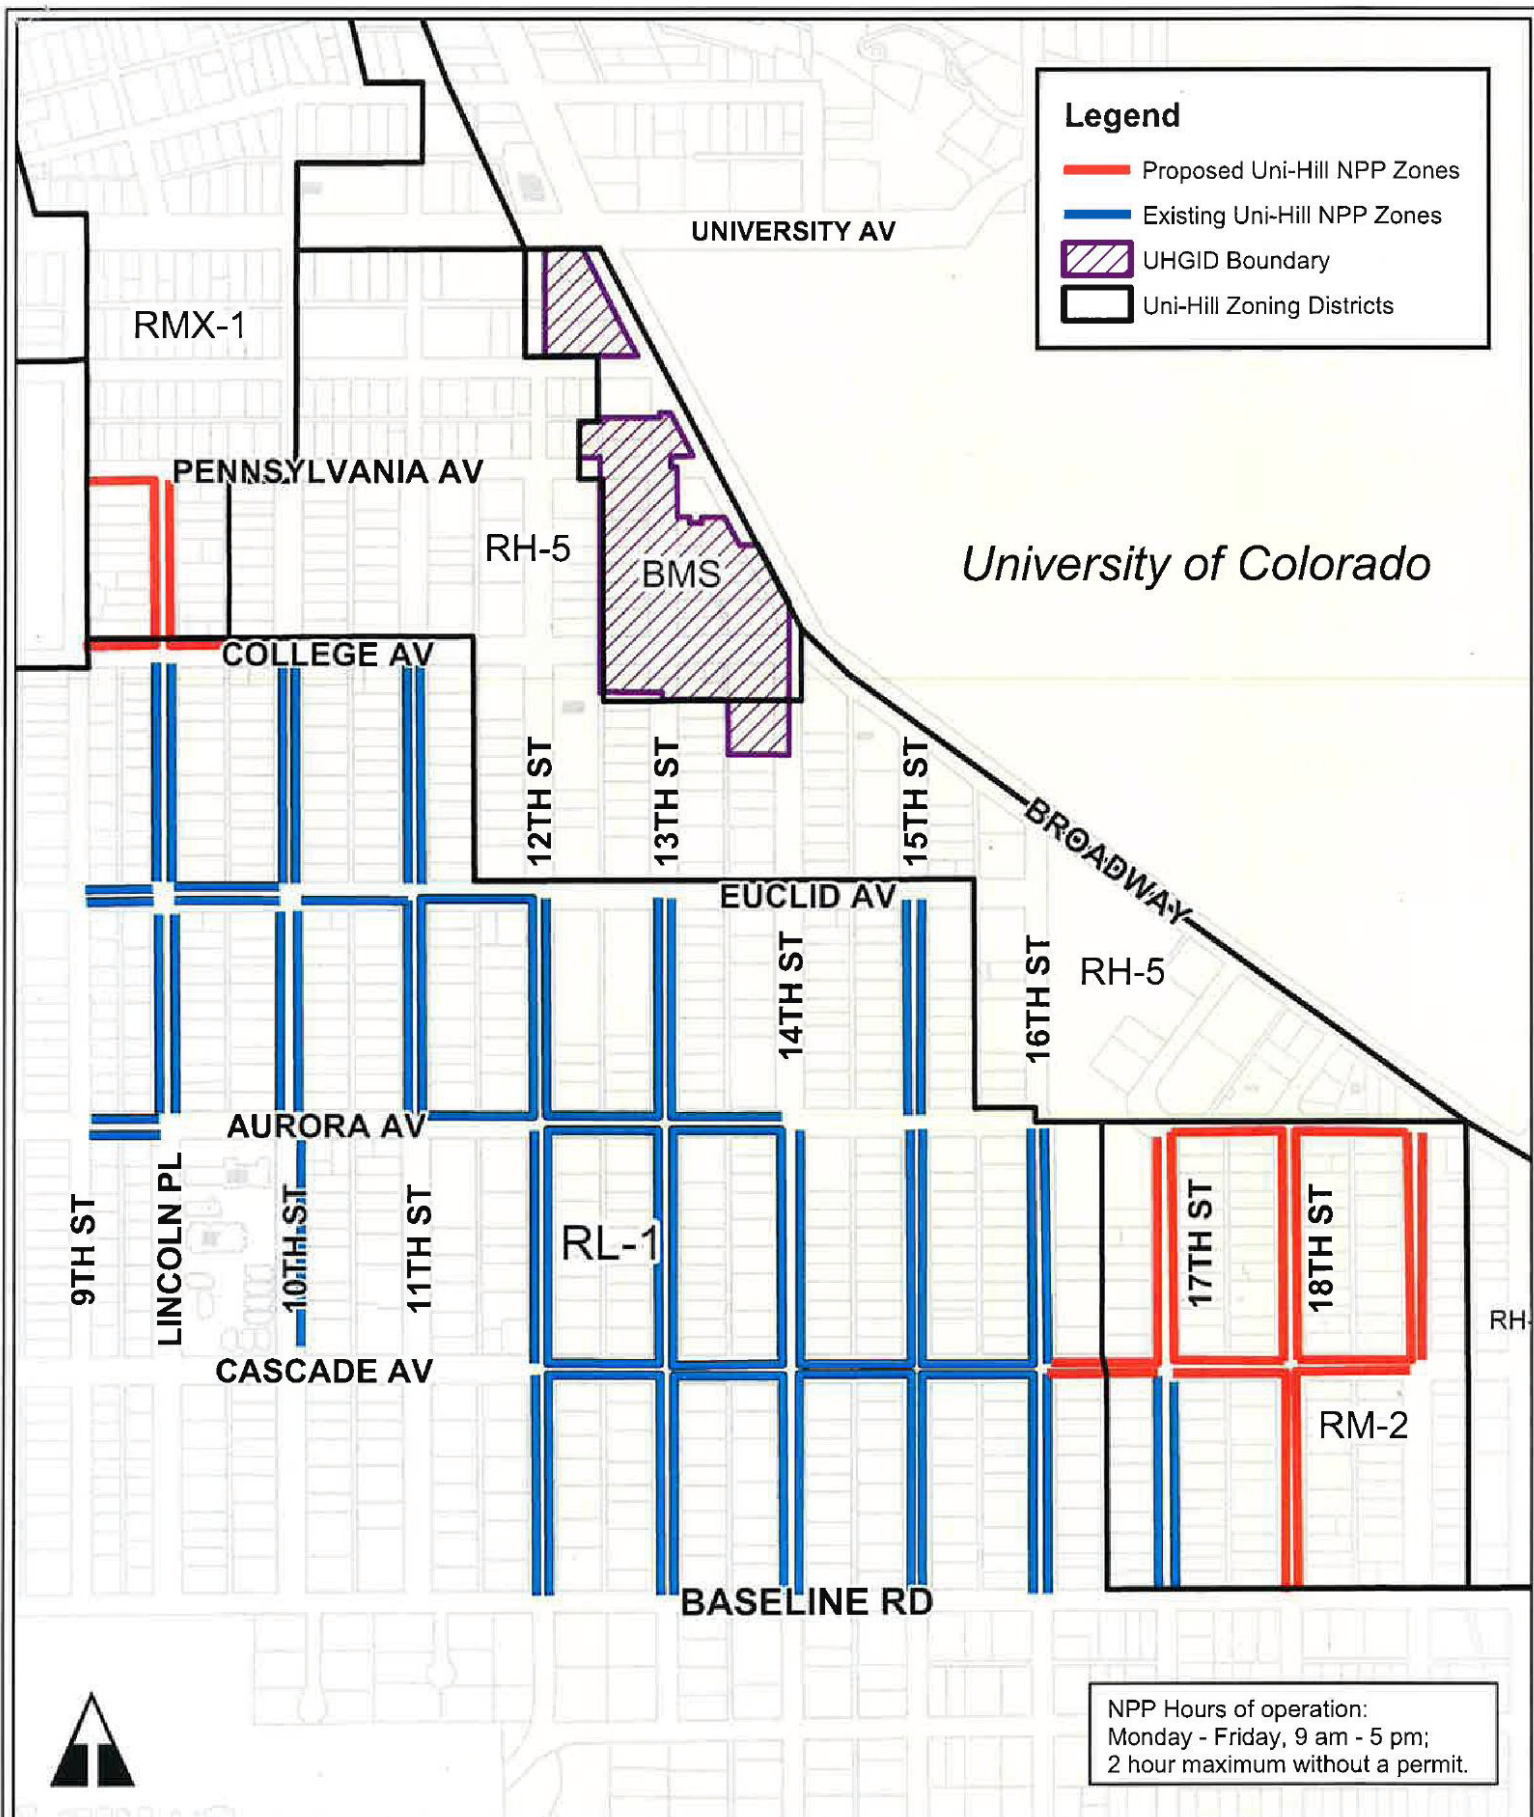 Legend
Proposed Uni-Hill NPP Zones
Existing Uni-Hill NPP Zones
UHGID Boundary
Uni-Hill Zoning Districts
UNIVERSITY AV
RMX-1
PENNSYLVANIA AV
RH-5
BMS
University of Colorado
COLLEGE AV
12TH ST
13TH ST
15TH ST
BROADWAY
EUCLID AV
14TH ST
16TH ST
RH-5
AURORA AV
9TH ST
LINCOLN PL
10TH ST
11TH ST
RL-1
17TH ST
18TH ST
RH-
CASCADE AV
RM-2
BASELINE RD
NPP Hours of operation:
Monday - Friday, 9 am - 5 pm;
2 hour maximum without a permit.